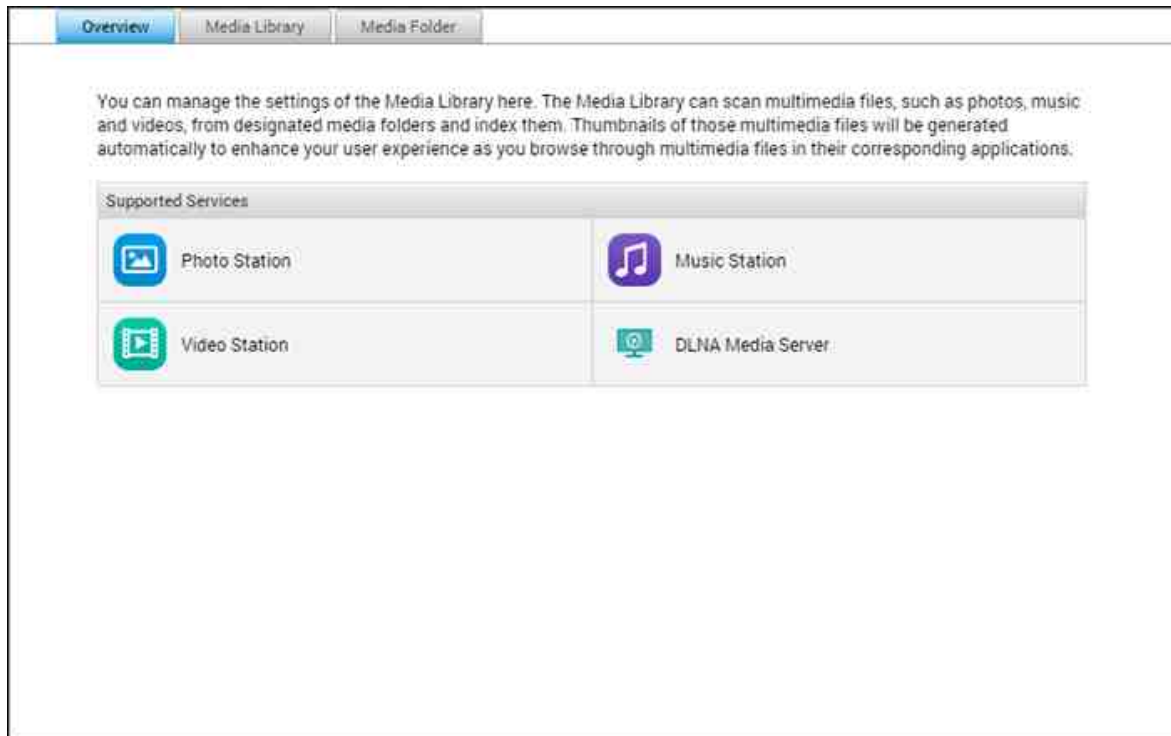 Overview Media Library Media Folder
You can manage the settings of the Media Library here. The Media Library can scan multimedia files, such as photos, music
and videos, from designated media folders and index them. Thumbnails of those multimedia files will be generated
automatically to enhance your user experience as you browse through multimedia files in their corresponding applications.
Supported Services
Photo Station Music Station
Video Station DLNA Media Server